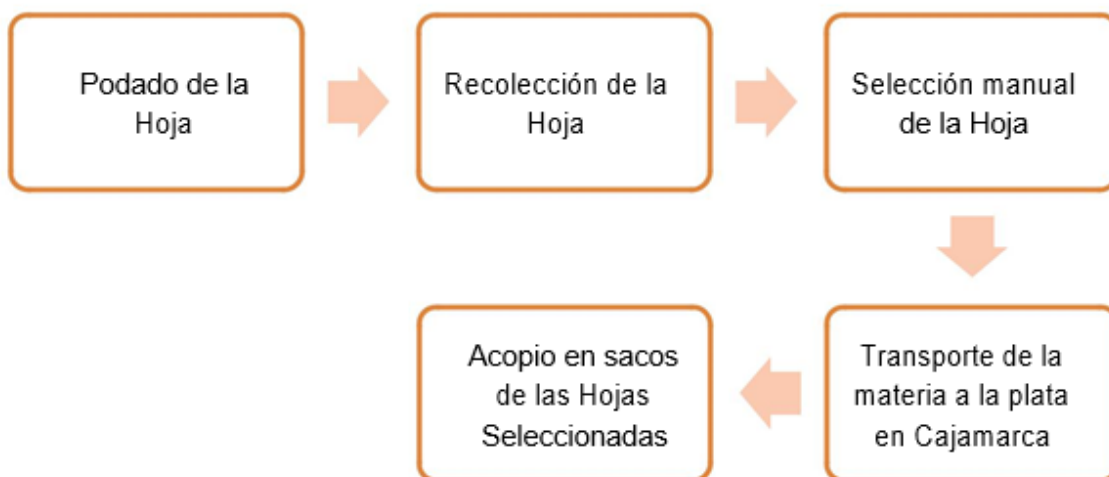 Podado de la
Hoja
Recolección de la
Hoja
Selección manual
de la Hoja
Transporte de la
materia a la plata
en Cajamarca
Acopio en sacos
de las Hojas
Seleccionadas